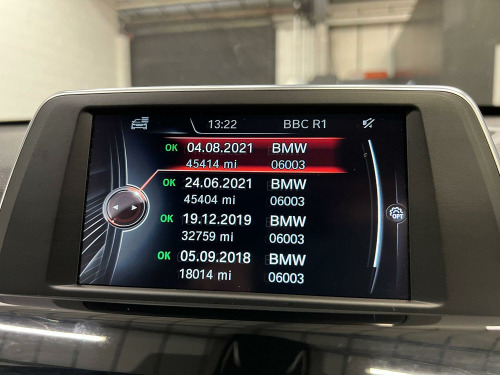 13:22 BBC R1
OK 04.08.2021 BMW
45414 mi 06003
OK 24.06.2021 BMW
45404 mi 06003
OK 19.12.2019 BMW
32759 mi 06003
OK 05.09.2018 BMW
18014 mi 06003
OPT